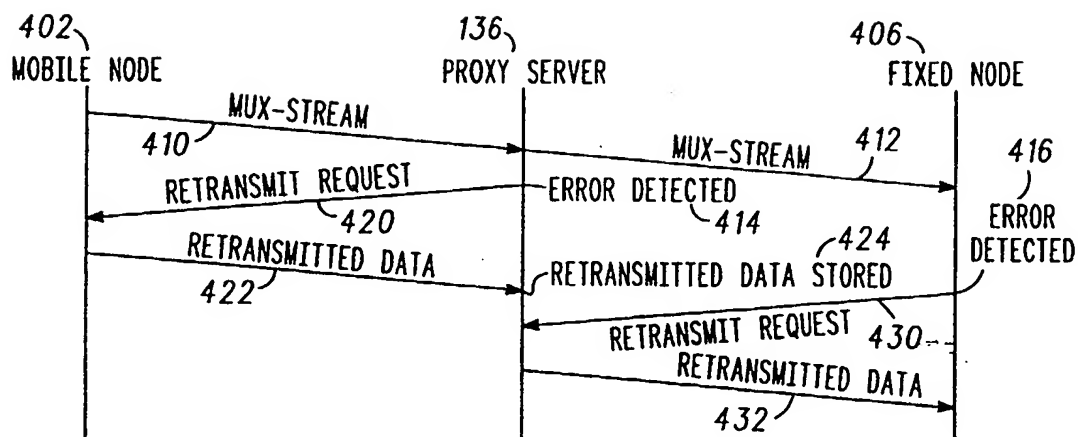 402
MOBILE NODE
136
PROXY SERVER
406
FIXED NODE
MUX-STREAM
410
MUX-STREAM
412
416
ERROR
DETECTED
RETRANSMIT REQUEST
420
ERROR DETECTED
414
RETRANSMITTED DATA
422
424
RETRANSMITTED DATA STORED
RETRANSMIT REQUEST
430
RETRANSMITTED DATA
432